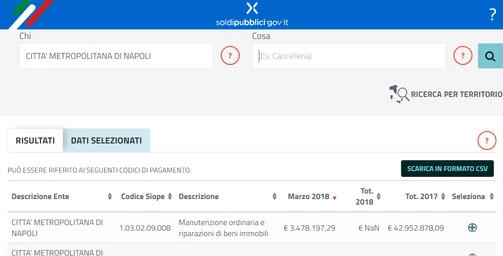 soldipubblici·gov·it
?
Chi
Cosa
CITTA' METROPOLITANA DI NAPOLI
?
(Es. Cancelleria)
?
RICERCA PER TERRITORIO
RISULTATI
DATI SELEZIONATI
?
PUÒ ESSERE RIFERITO AI SEGUENTI CODICI DI PAGAMENTO:
SCARICA IN FORMATO CSV
Descrizione Ente
Codice Siope
Descrizione
Marzo 2018
Tot.
2018
Tot. 2017
Seleziona
CITTA' METROPOLITANA DI
NAPOLI
1.03.02.09.008
Manutenzione ordinaria e
riparazioni di beni immobili
€ 3.478.197,29
€ NaN
€ 42.952.878,09
CITTA' METROPOLITANA DI